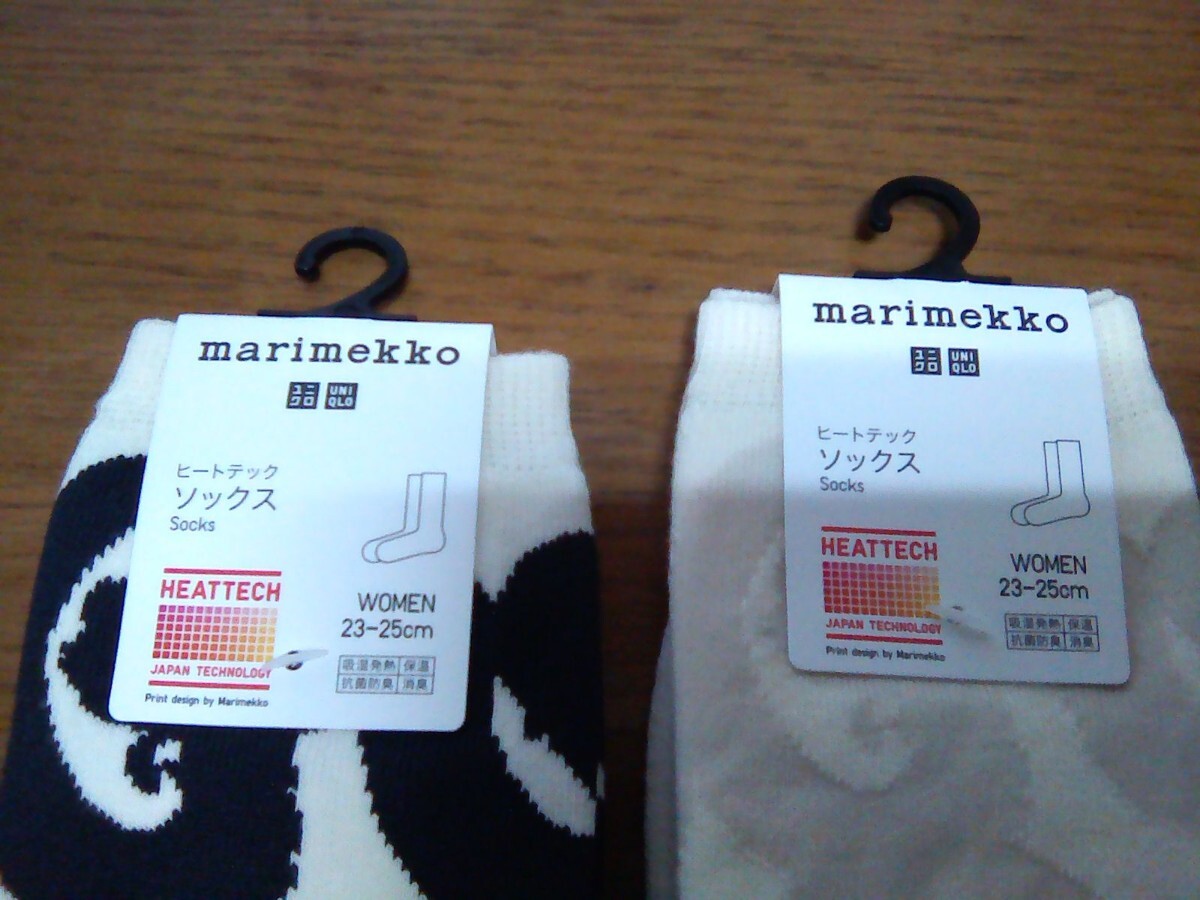 marimekko
ユニ
クロ
UNI
QLO
ヒートテック
ソックス
Socks
HEATTECH
JAPAN TECHNOLOGY
Print design by Marimekko
WOMEN
23-25cm
吸湿発熱 保温
抗菌防臭 消臭
marimekko
ユニ
クロ
UNI
QLO
ヒートテック
ソックス
Socks
HEATTECH
JAPAN TECHNOLOGY
Print design by Marimekko
WOMEN
23-25cm
吸湿発熱 保温
抗菌防臭 消臭